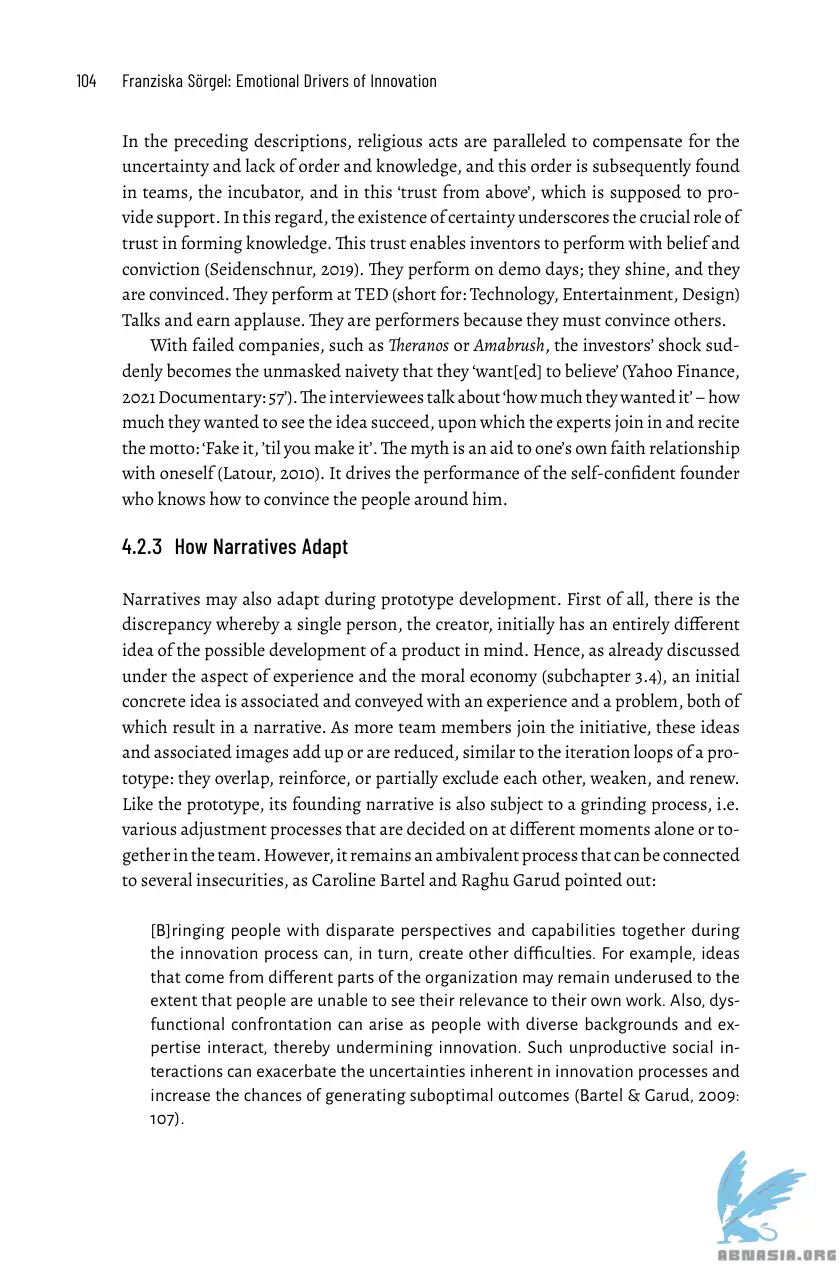 104 Franziska Sörgel: Emotional Drivers of Innovation
In the preceding descriptions, religious acts are paralleled to compensate for the
uncertainty and lack of order and knowledge, and this order is subsequently found
in teams, the incubator, and in this ‘trust from above’, which is supposed to pro-
vide support. In this regard, the existence of certainty underscores the crucial role of
trust in forming knowledge. This trust enables inventors to perform with belief and
conviction (Seidenschnur, 2019). They perform on demo days; they shine, and they
are convinced. They perform at TED (short for: Technology, Entertainment, Design)
Talks and earn applause. They are performers because they must convince others.
With failed companies, such as Theranos or Amabrush, the investors’ shock sud-
denly becomes the unmasked naivety that they ‘want[ed] to believe’ (Yahoo Finance,
2021 Documentary: 57’). The interviewees talk about ‘how much they wanted it’ – how
much they wanted to see the idea succeed, upon which the experts join in and recite
the motto: ‘Fake it, ’til you make it’. The myth is an aid to one’s own faith relationship
with oneself (Latour, 2010). It drives the performance of the self-confident founder
who knows how to convince the people around him.
4.2.3 How Narratives Adapt
Narratives may also adapt during prototype development. First of all, there is the
discrepancy whereby a single person, the creator, initially has an entirely different
idea of the possible development of a product in mind. Hence, as already discussed
under the aspect of experience and the moral economy (subchapter 3.4), an initial
concrete idea is associated and conveyed with an experience and a problem, both of
which result in a narrative. As more team members join the initiative, these ideas
and associated images add up or are reduced, similar to the iteration loops of a pro-
totype: they overlap, reinforce, or partially exclude each other, weaken, and renew.
Like the prototype, its founding narrative is also subject to a grinding process, i.e.
various adjustment processes that are decided on at different moments alone or to-
gether in the team. However, it remains an ambivalent process that can be connected
to several insecurities, as Caroline Bartel and Raghu Garud pointed out:
[B]ringing people with disparate perspectives and capabilities together during
the innovation process can, in turn, create other difficulties. For example, ideas
that come from different parts of the organization may remain underused to the
extent that people are unable to see their relevance to their own work. Also, dys-
functional confrontation can arise as people with diverse backgrounds and ex-
pertise interact, thereby undermining innovation. Such unproductive social in-
teractions can exacerbate the uncertainties inherent in innovation processes and
increase the chances of generating suboptimal outcomes (Bartel & Garud, 2009:
107).
ABNASIA.ORG